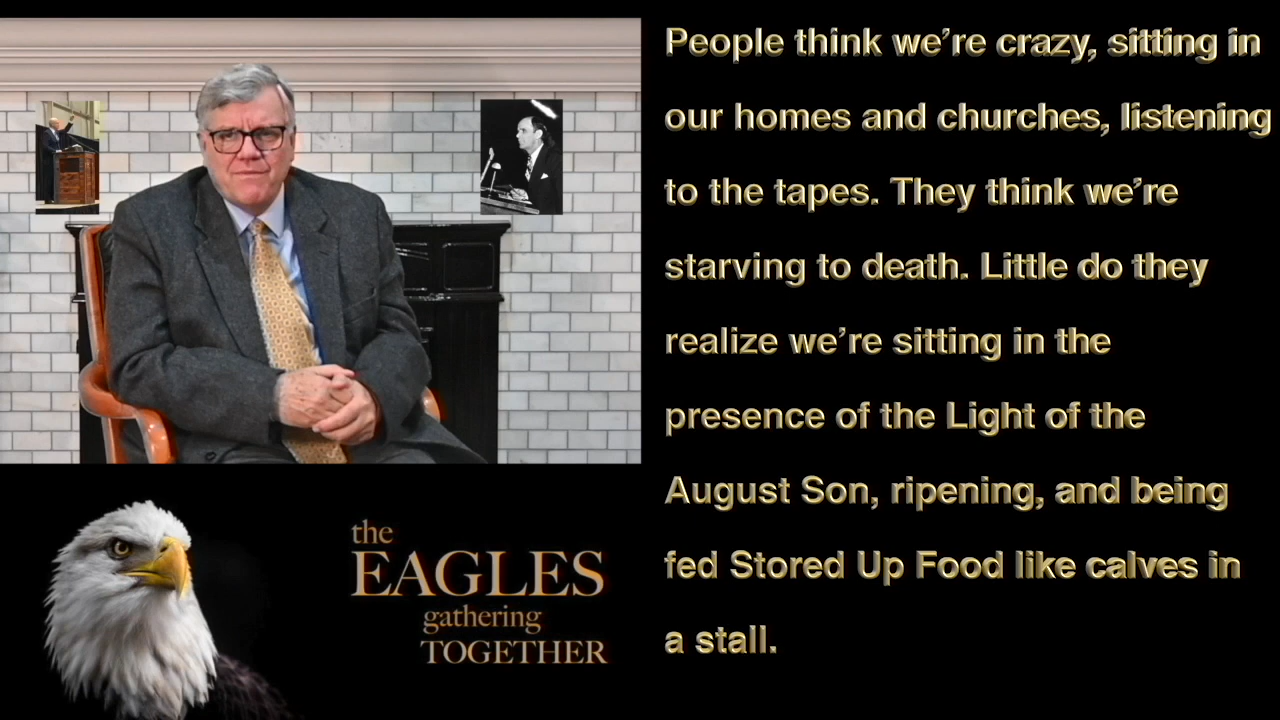 People think we're crazy, sitting in
our homes and churches, listening
to the tapes. They think we're
starving to death. Little do they
realize we're sitting in the
presence of the Light of the
August Son, ripening, and being
fed Stored Up Food like calves in
a stall.
the
EAGLES
gathering
TOGETHER